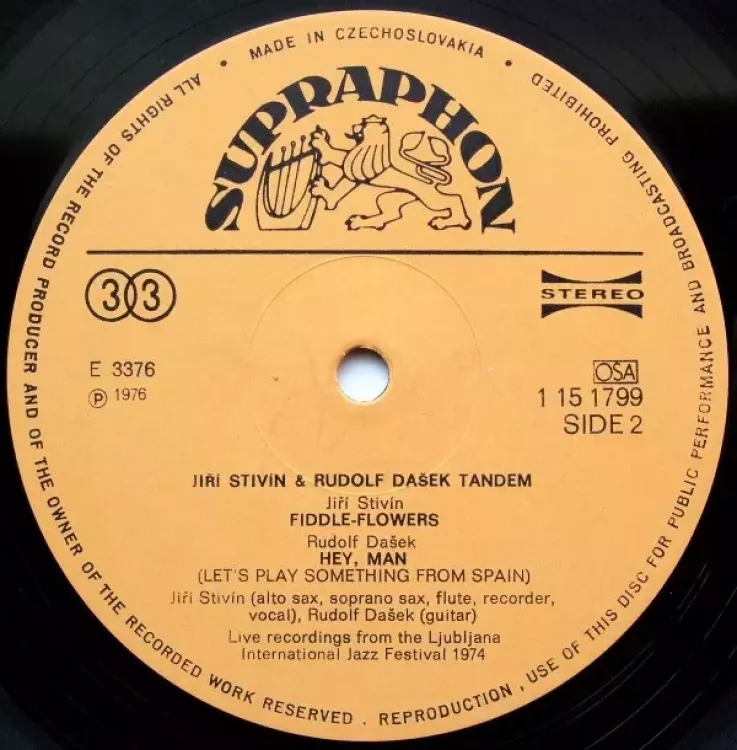 • MADE IN CZECHOSLOVAKIA •
ALL RIGHTS OF THE RECORD PRODUCER AND OF THE OWNER OF THE RECORDED WORK RESERVED . REPRODUCTION , USE OF THIS DISC FOR PUBLIC PERFORMANCE AND BROADCASTING PROHIBITED
SUPRAPHON
33
STEREO
E 3376
℗ 1976
OSA
1 15 1799
SIDE 2
JIŘÍ STIVÍN & RUDOLF DAŠEK TANDEM
Jiří Stivín
FIDDLE-FLOWERS
Rudolf Dašek
HEY, MAN
(LET'S PLAY SOMETHING FROM SPAIN)
Jiří Stivín (alto sax, soprano sax, flute, recorder,
vocal), Rudolf Dašek (guitar)
Live recordings from the Ljubljana
International Jazz Festival 1974